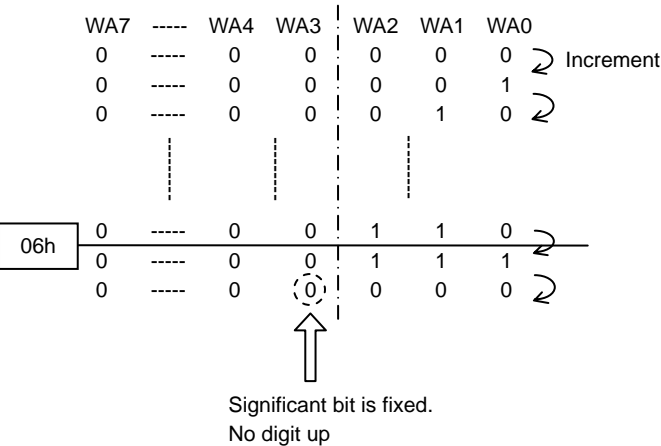 WA7 ----- WA4 WA3 WA2 WA1 WA0
0 ----- 0 0 0 0 0 Increment
0 ----- 0 0 0 0 1
0 ----- 0 0 0 1 0
06h
0 ----- 0 0 1 1 0
0 ----- 0 0 1 1 1
0 ----- 0 0 0 0 0
Significant bit is fixed.
No digit up